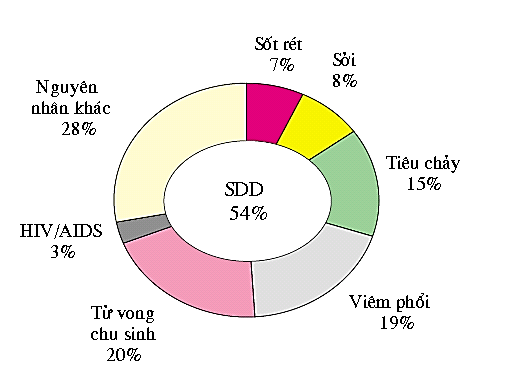 Sốt rét
7%
Sởi
8%
Tiêu chảy
15%
Viêm phổi
19%
Tử vong
chu sinh
20%
HIV/AIDS
3%
Nguyên
nhân khác
28%
SDD
54%